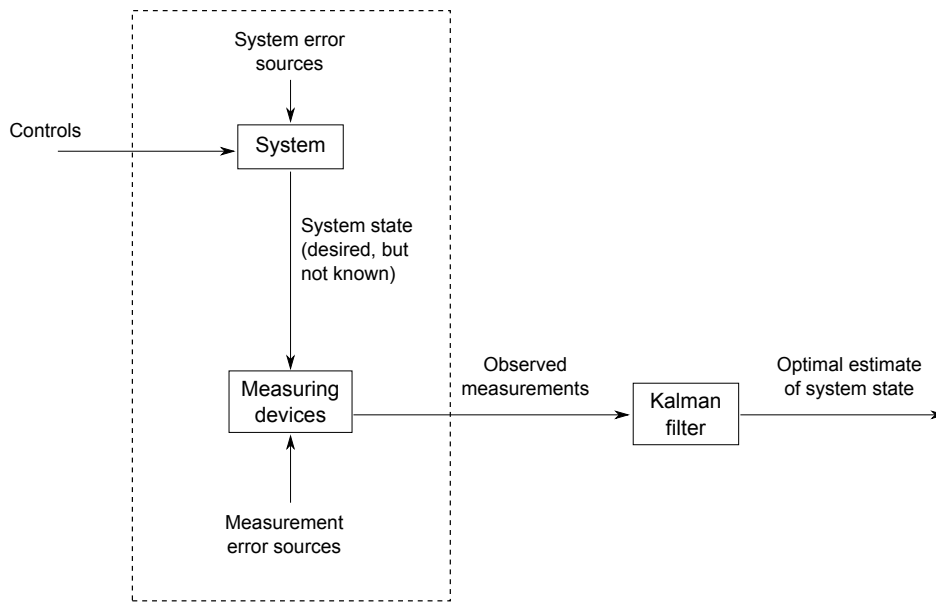 System error
sources
Controls
System
System state
(desired, but
not known)
Measuring
devices
Observed
measurements
Kalman
filter
Optimal estimate
of system state
Measurement
error sources